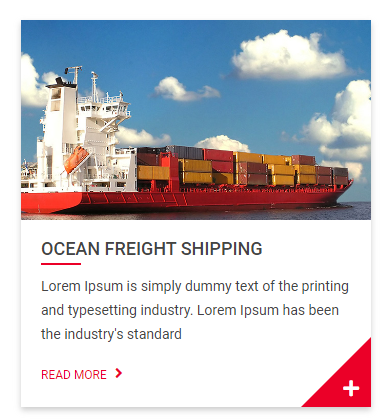 OCEAN FREIGHT SHIPPING
Lorem Ipsum is simply dummy text of the printing
and typesetting industry. Lorem Ipsum has been
the industry's standard
READ MORE